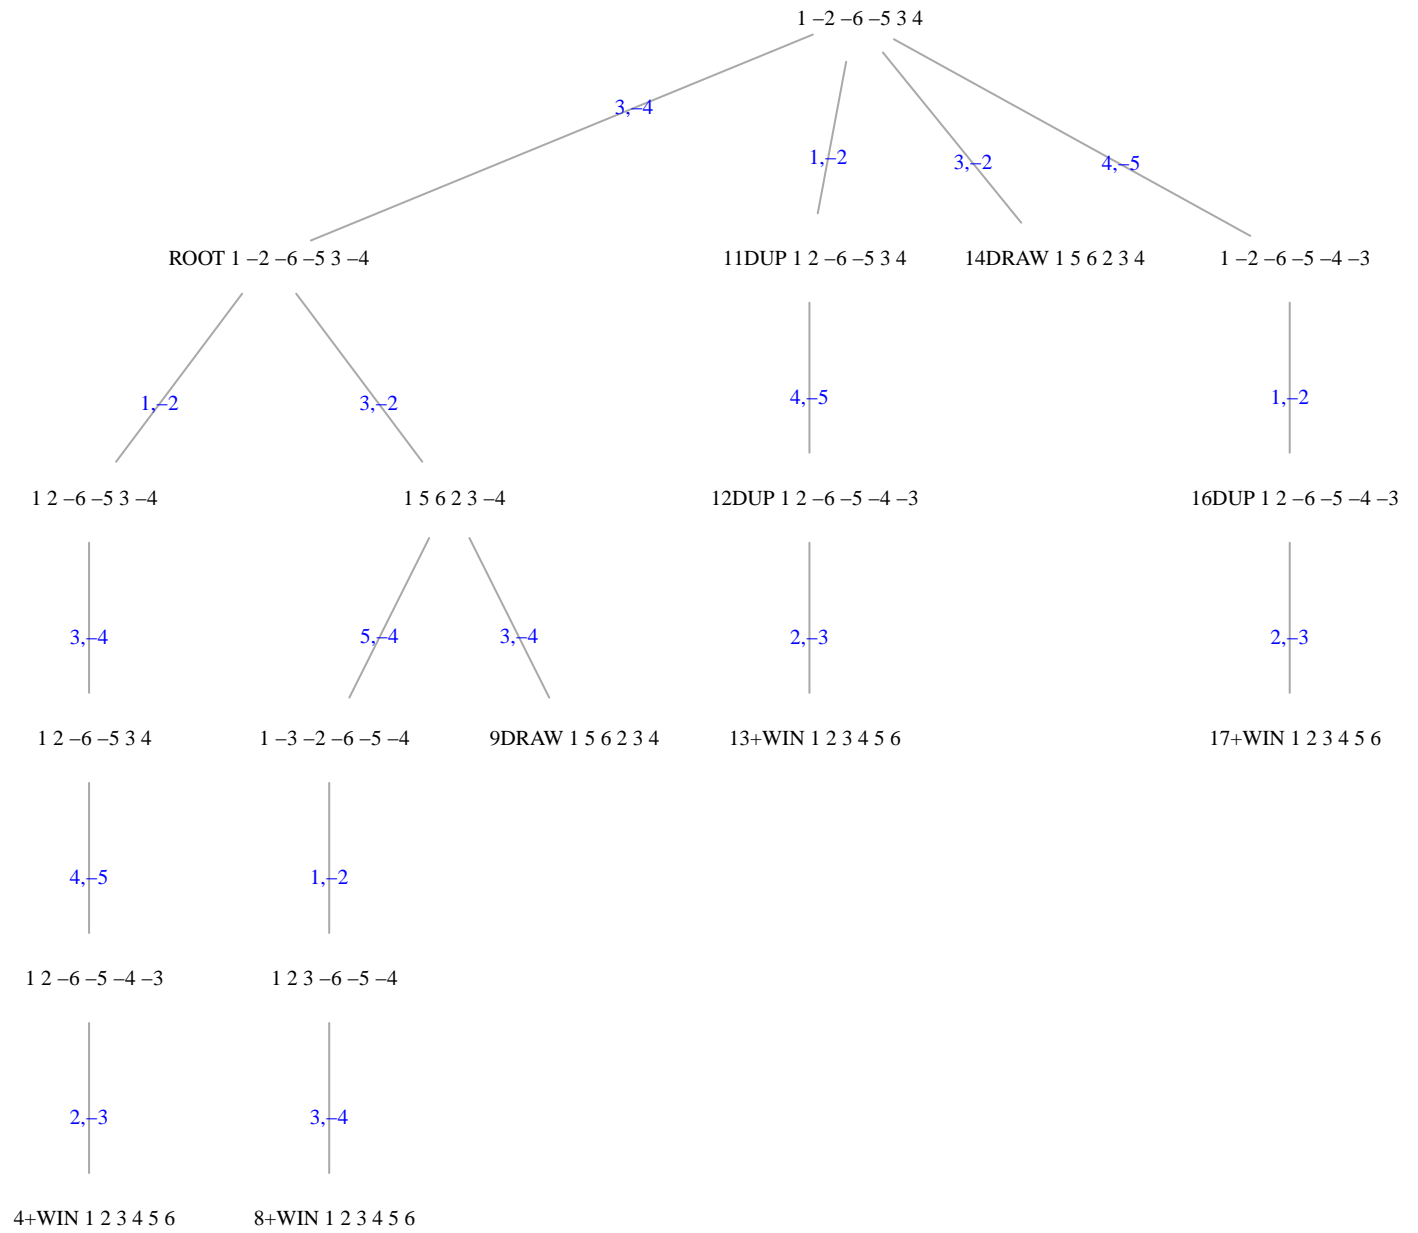 1 –2 –6 –5 3 4
3,–4
1,–2
3,–2
4,–5
ROOT 1 –2 –6 –5 3 –4
11DUP 1 2 –6 –5 3 4
14DRAW 1 5 6 2 3 4
1 –2 –6 –5 –4 –3
1,–2
3,–2
4,–5
1,–2
1 2 –6 –5 3 –4
1 5 6 2 3 –4
12DUP 1 2 –6 –5 –4 –3
16DUP 1 2 –6 –5 –4 –3
3,–4
5,–4
3,–4
2,–3
2,–3
1 2 –6 –5 3 4
1 –3 –2 –6 –5 –4
9DRAW 1 5 6 2 3 4
13+WIN 1 2 3 4 5 6
17+WIN 1 2 3 4 5 6
4,–5
1,–2
1 2 –6 –5 –4 –3
1 2 3 –6 –5 –4
2,–3
3,–4
4+WIN 1 2 3 4 5 6
8+WIN 1 2 3 4 5 6